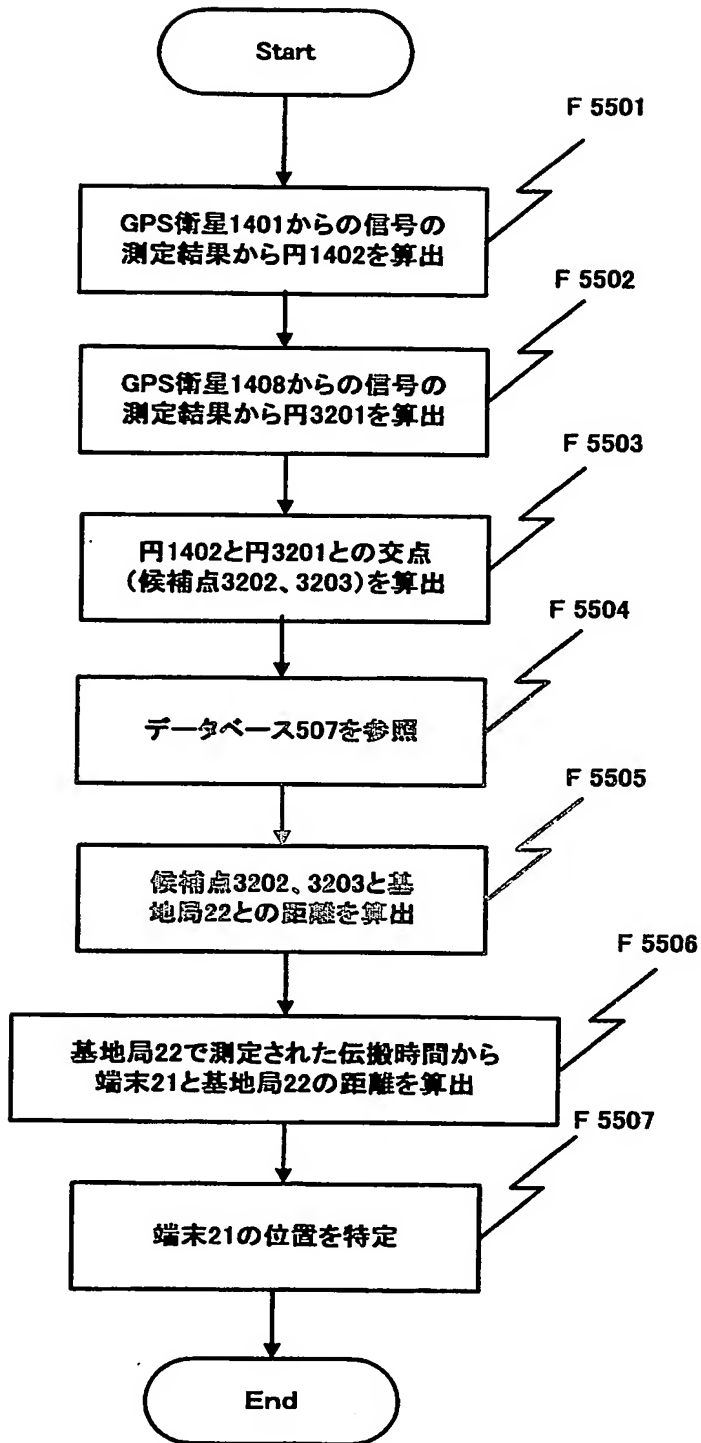 Start
F 5501
GPS衛星1401からの信号の
測定結果から円1402を算出
F 5502
GPS衛星1408からの信号の
測定結果から円3201を算出
F 5503
円1402と円3201との交点
(候補点3202、3203)を算出
F 5504
データベース507を参照
F 5505
候補点3202、3203と基
地局22との距離を算出
F 5506
基地局22で測定された伝搬時間から
端末21と基地局22の距離を算出
F 5507
端末21の位置を特定
End